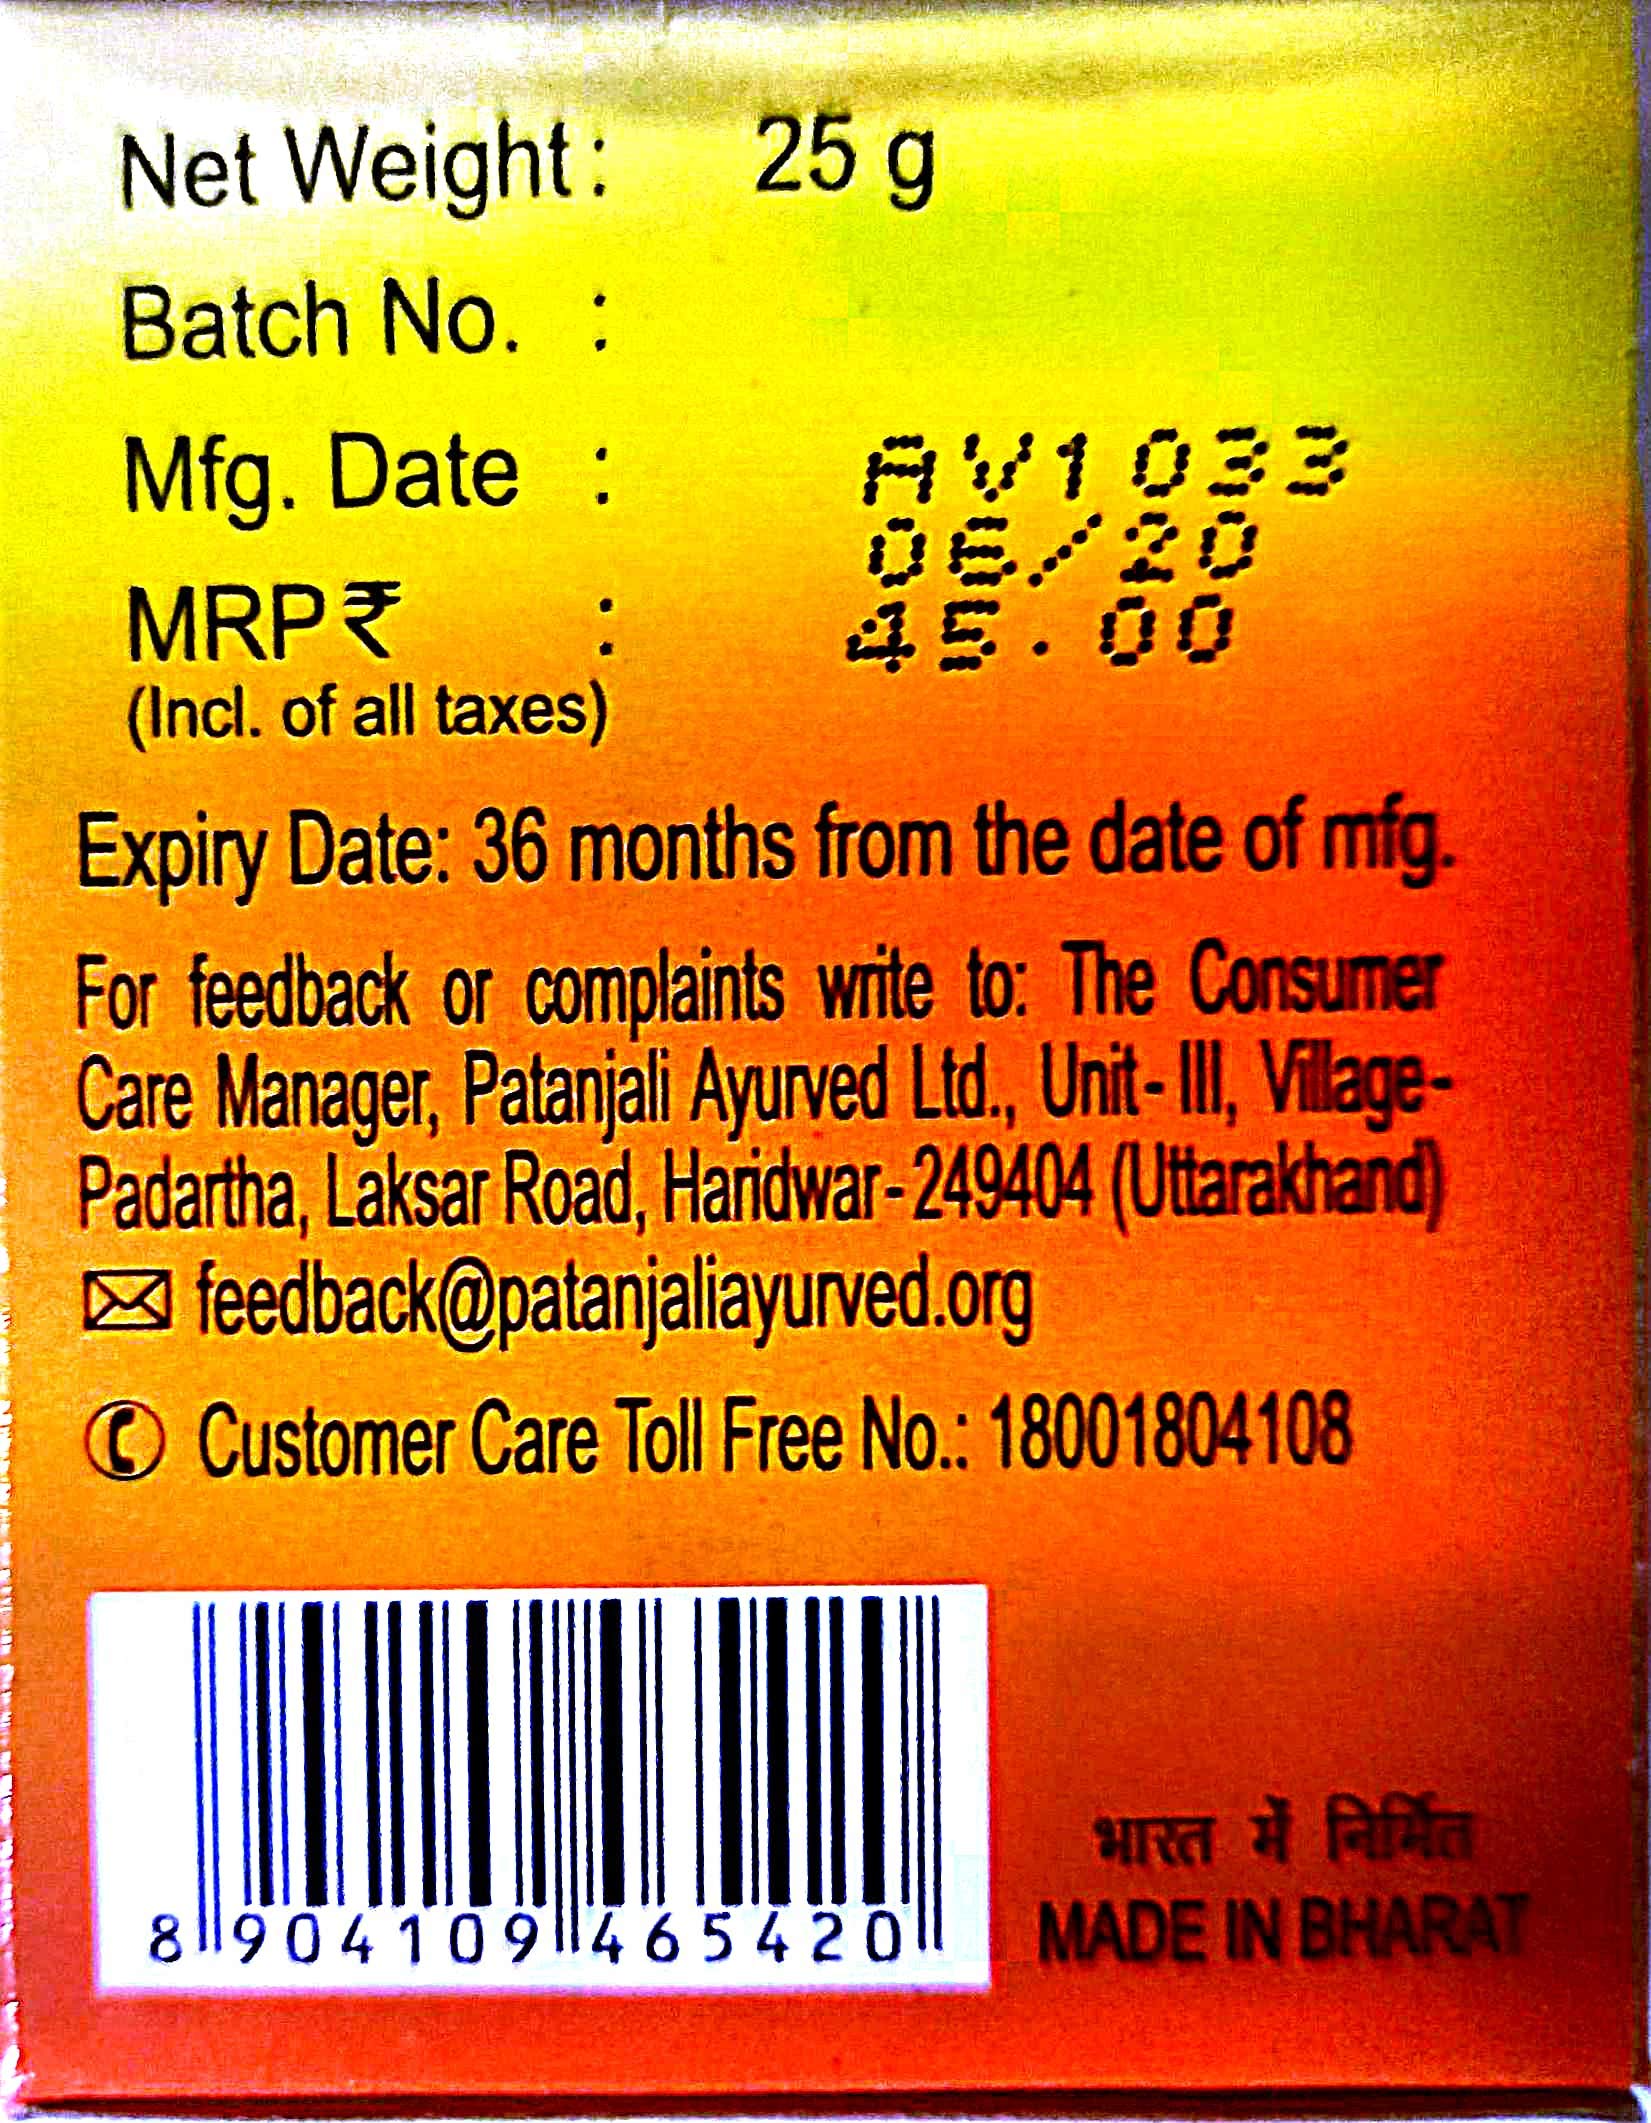 Net Weight : 25 g
Batch No. :
Mfg. Date : AV1033
06/20
MRP ₹ : 45.00
(Incl. of all taxes)
Expiry Date: 36 months from the date of mfg.
For feedback or complaints write to: The Consumer
Care Manager, Patanjali Ayurved Ltd., Unit- III, Village-
Padartha, Laksar Road, Haridwar- 249404 (Uttarakhand)
feedback@patanjaliayurved.org
Customer Care Toll Free No.: 18001804108
8 904109 465420
भारत में निर्मित
MADE IN BHARAT